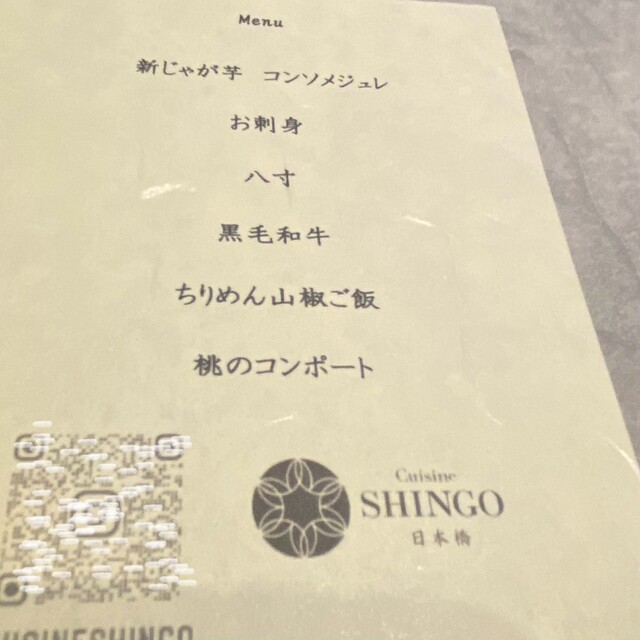 Menu
新じゃが芋　コンソメジュレ
お刺身
八寸
黒毛和牛
ちりめん山椒ご飯
桃のコンポート
Cuisine
SHINGO
日本橋